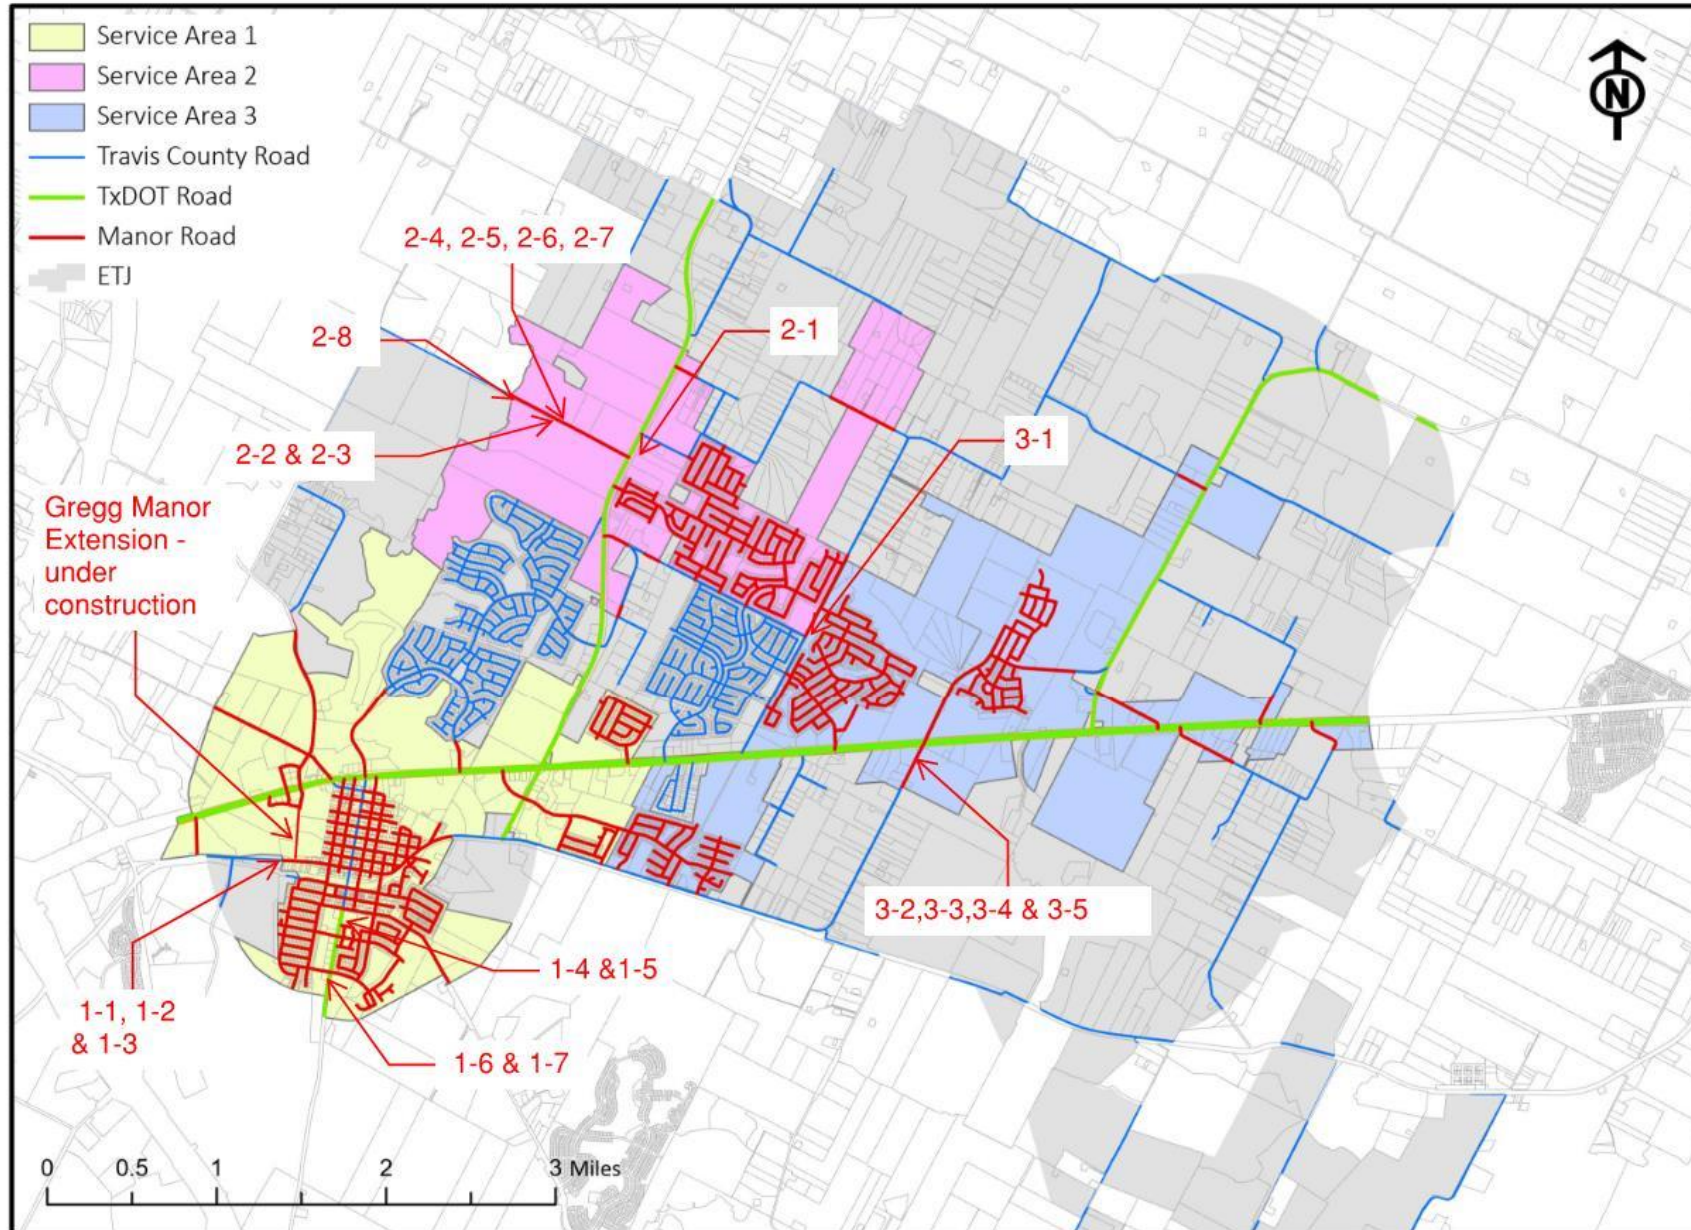 Service Area 1
Service Area 2
Service Area 3
Travis County Road
TxDOT Road
Manor Road
ETJ
N
2-4, 2-5, 2-6, 2-7
2-8
2-1
2-2 & 2-3
3-1
Gregg Manor
Extension -
under
construction
3-2,3-3,3-4 & 3-5
1-4 &1-5
1-1, 1-2
& 1-3
1-6 & 1-7
0 0.5 1 2 3 Miles